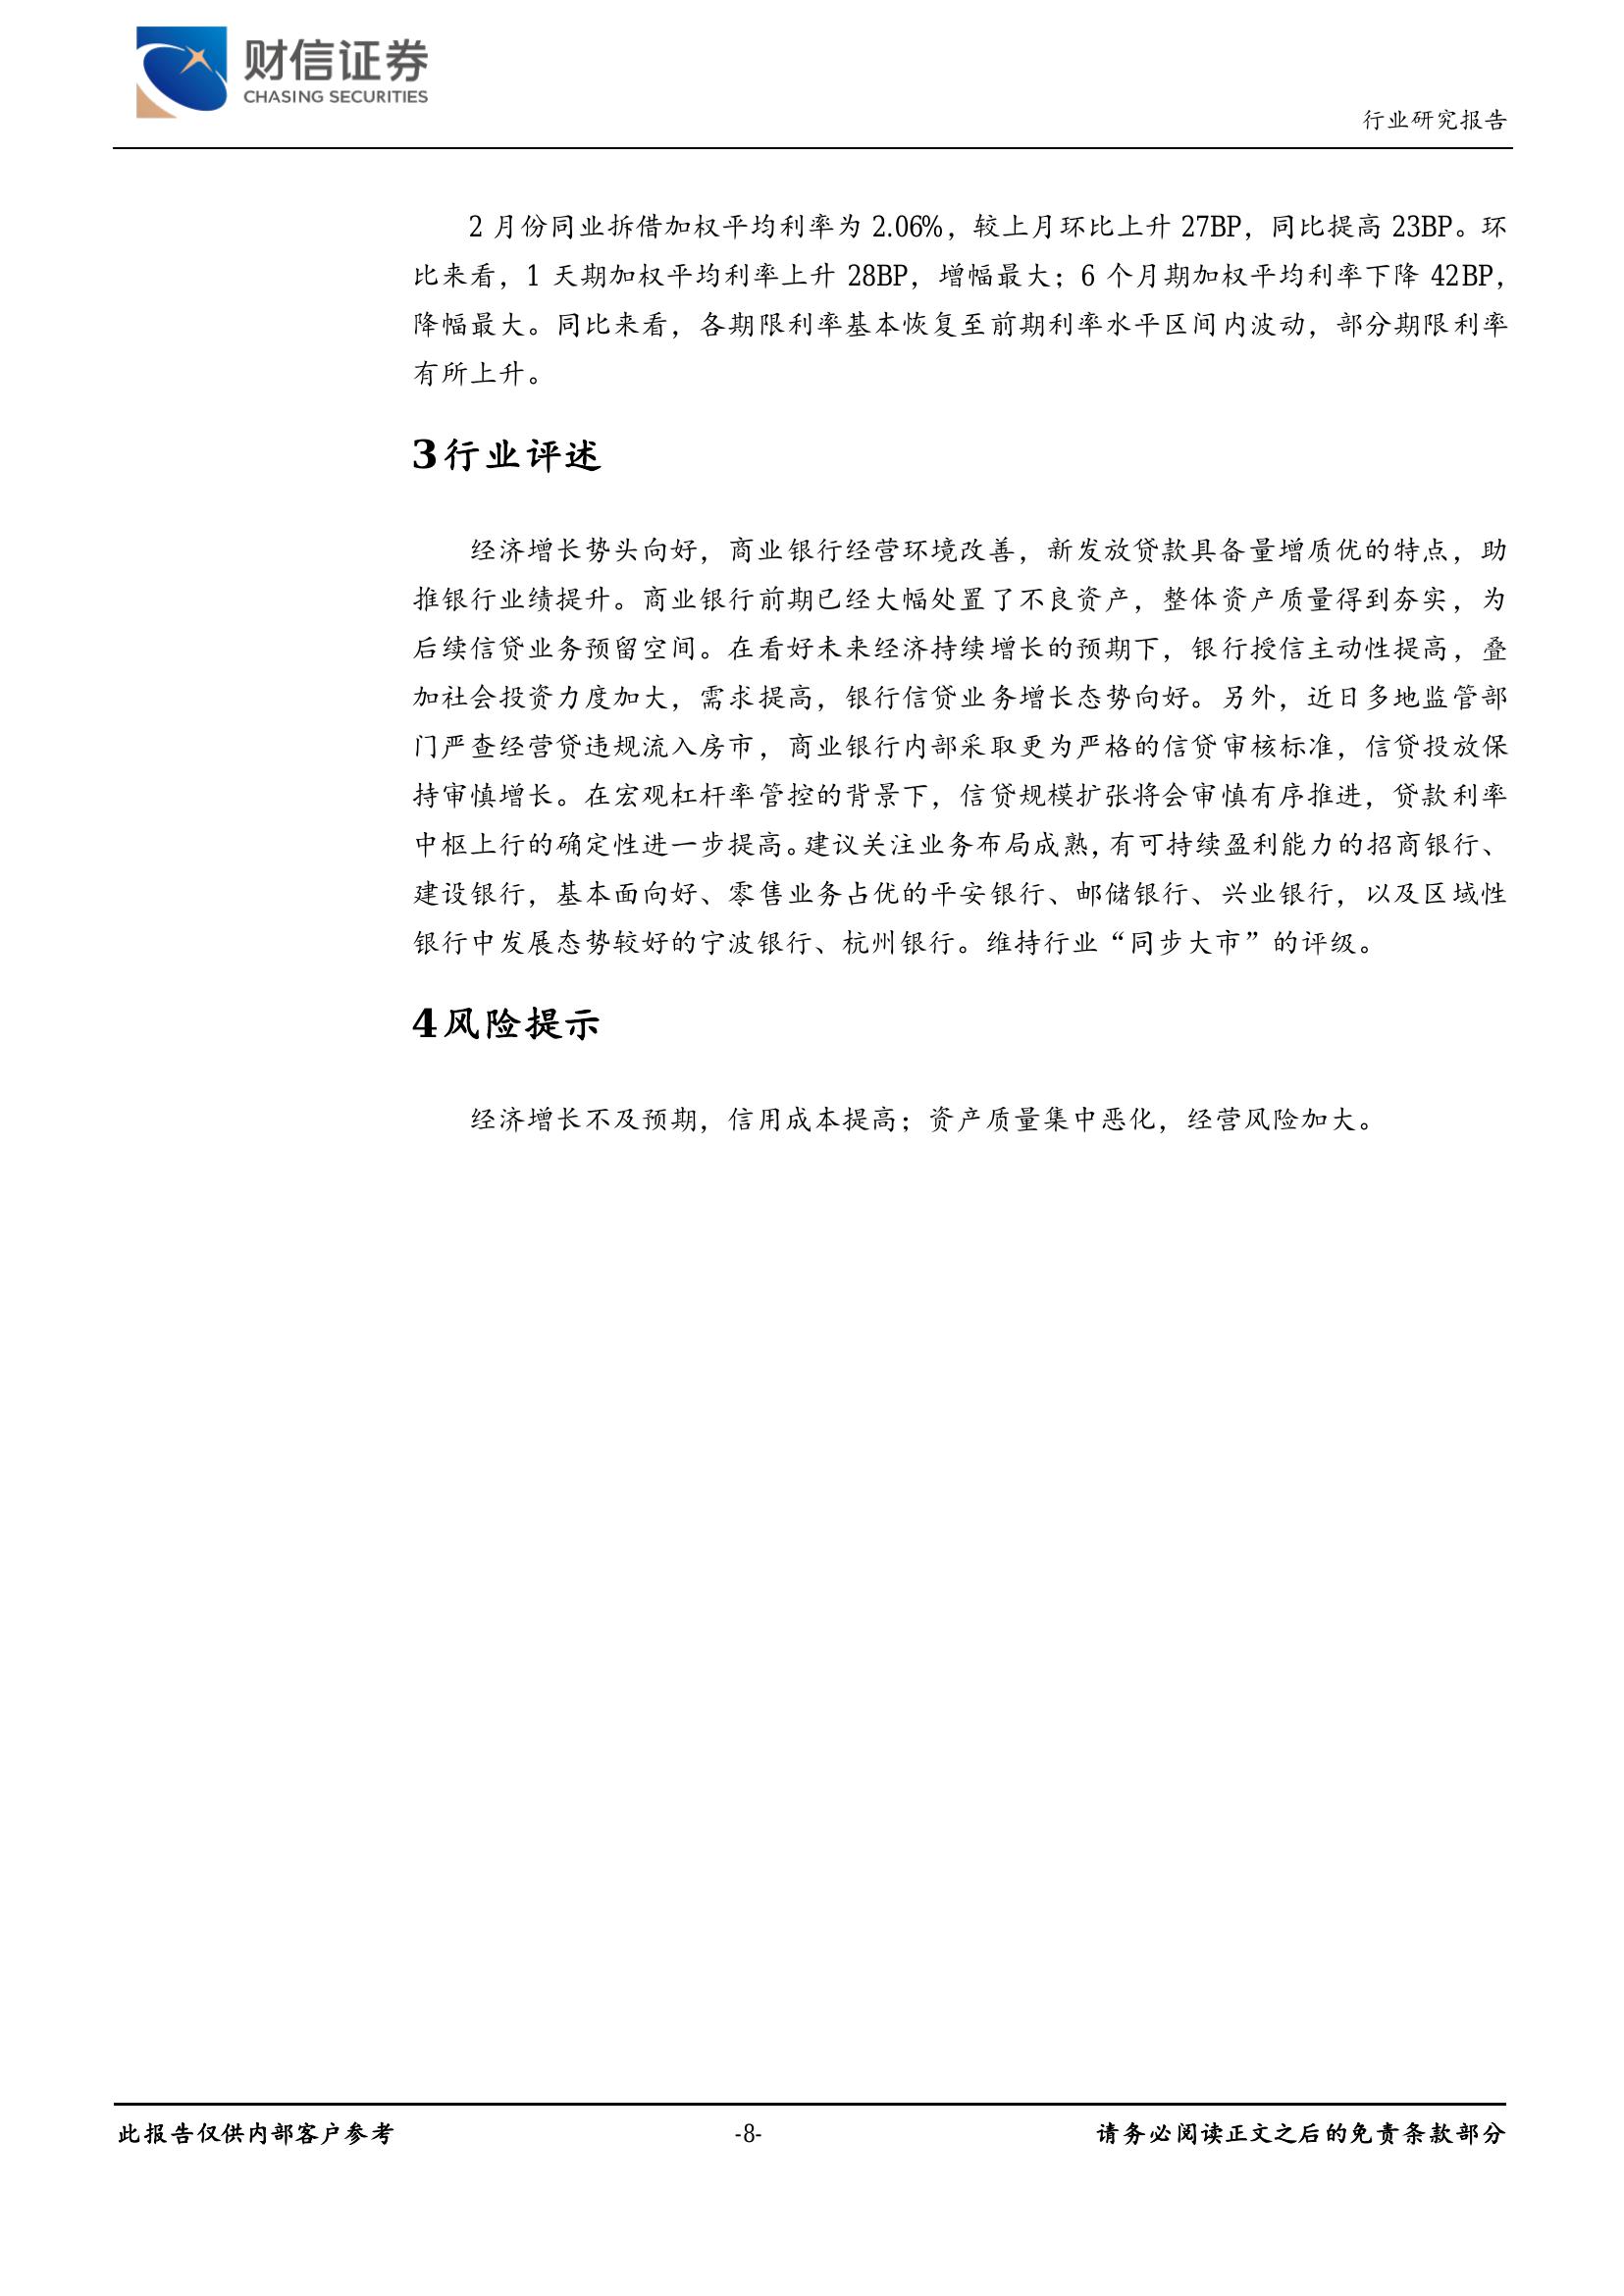 财信证券
CHASING SECURITIES
行业研究报告
2 月份同业拆借加权平均利率为 2.06%，较上月环比上升 27BP，同比提高 23BP。环
比来看，1 天期加权平均利率上升 28BP，增幅最大；6 个月期加权平均利率下降 42BP，
降幅最大。同比来看，各期限利率基本恢复至前期利率水平区间内波动，部分期限利率
有所上升。
3 行业评述
经济增长势头向好，商业银行经营环境改善，新发放贷款具备量增质优的特点，助
推银行业绩提升。商业银行前期已经大幅处置了不良资产，整体资产质量得到夯实，为
后续信贷业务预留空间。在看好未来经济持续增长的预期下，银行授信主动性提高，叠
加社会投资力度加大，需求提高，银行信贷业务增长态势向好。另外，近日多地监管部
门严查经营贷违规流入房市，商业银行内部采取更为严格的信贷审核标准，信贷投放保
持审慎增长。在宏观杠杆率管控的背景下，信贷规模扩张将会审慎有序推进，贷款利率
中枢上行的确定性进一步提高。建议关注业务布局成熟，有可持续盈利能力的招商银行、
建设银行，基本面向好、零售业务占优的平安银行、邮储银行、兴业银行，以及区域性
银行中发展态势较好的宁波银行、杭州银行。维持行业“同步大市”的评级。
4 风险提示
经济增长不及预期，信用成本提高；资产质量集中恶化，经营风险加大。
此报告仅供内部客户参考
-8-
请务必阅读正文之后的免责条款部分